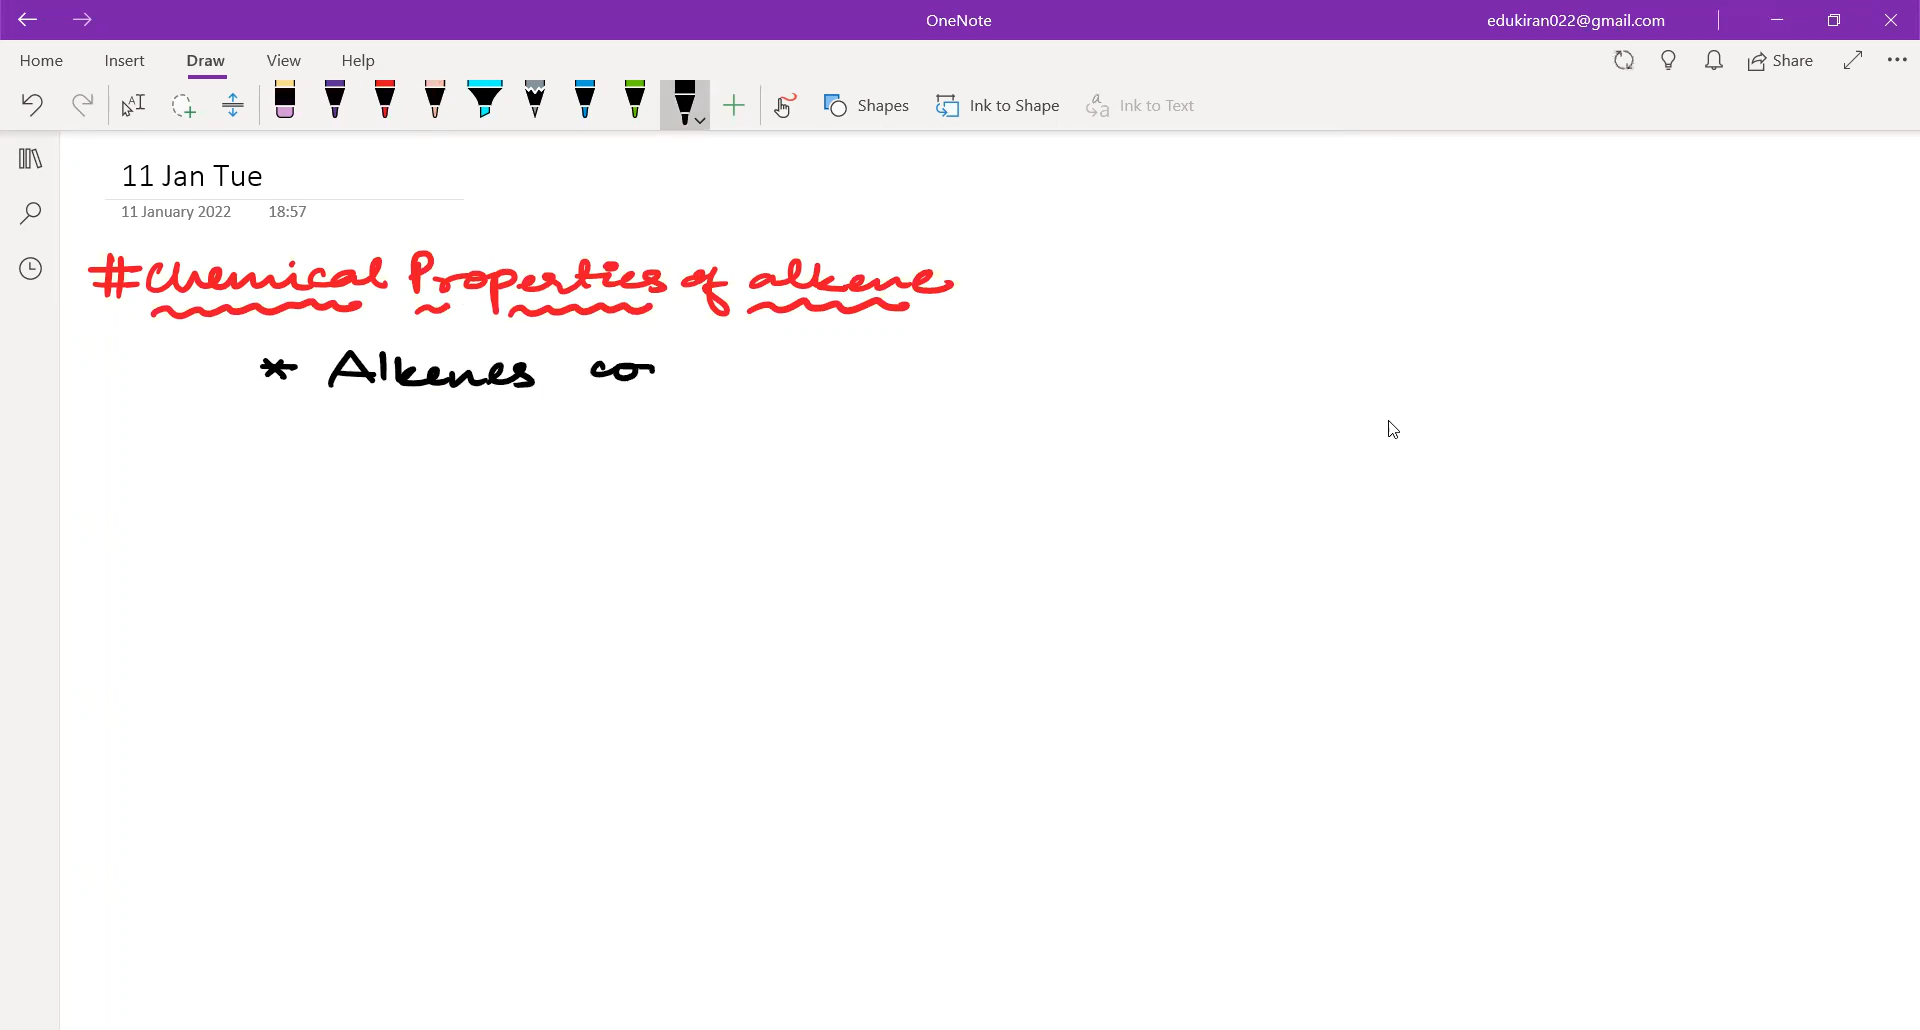 OneNote
edukiran022@gmail.com
Home Insert Draw View Help
Share
Shapes Ink to Shape Ink to Text
11 Jan Tue
11 January 2022 18:57
#Chemical Properties of alkene
* Alkenes co